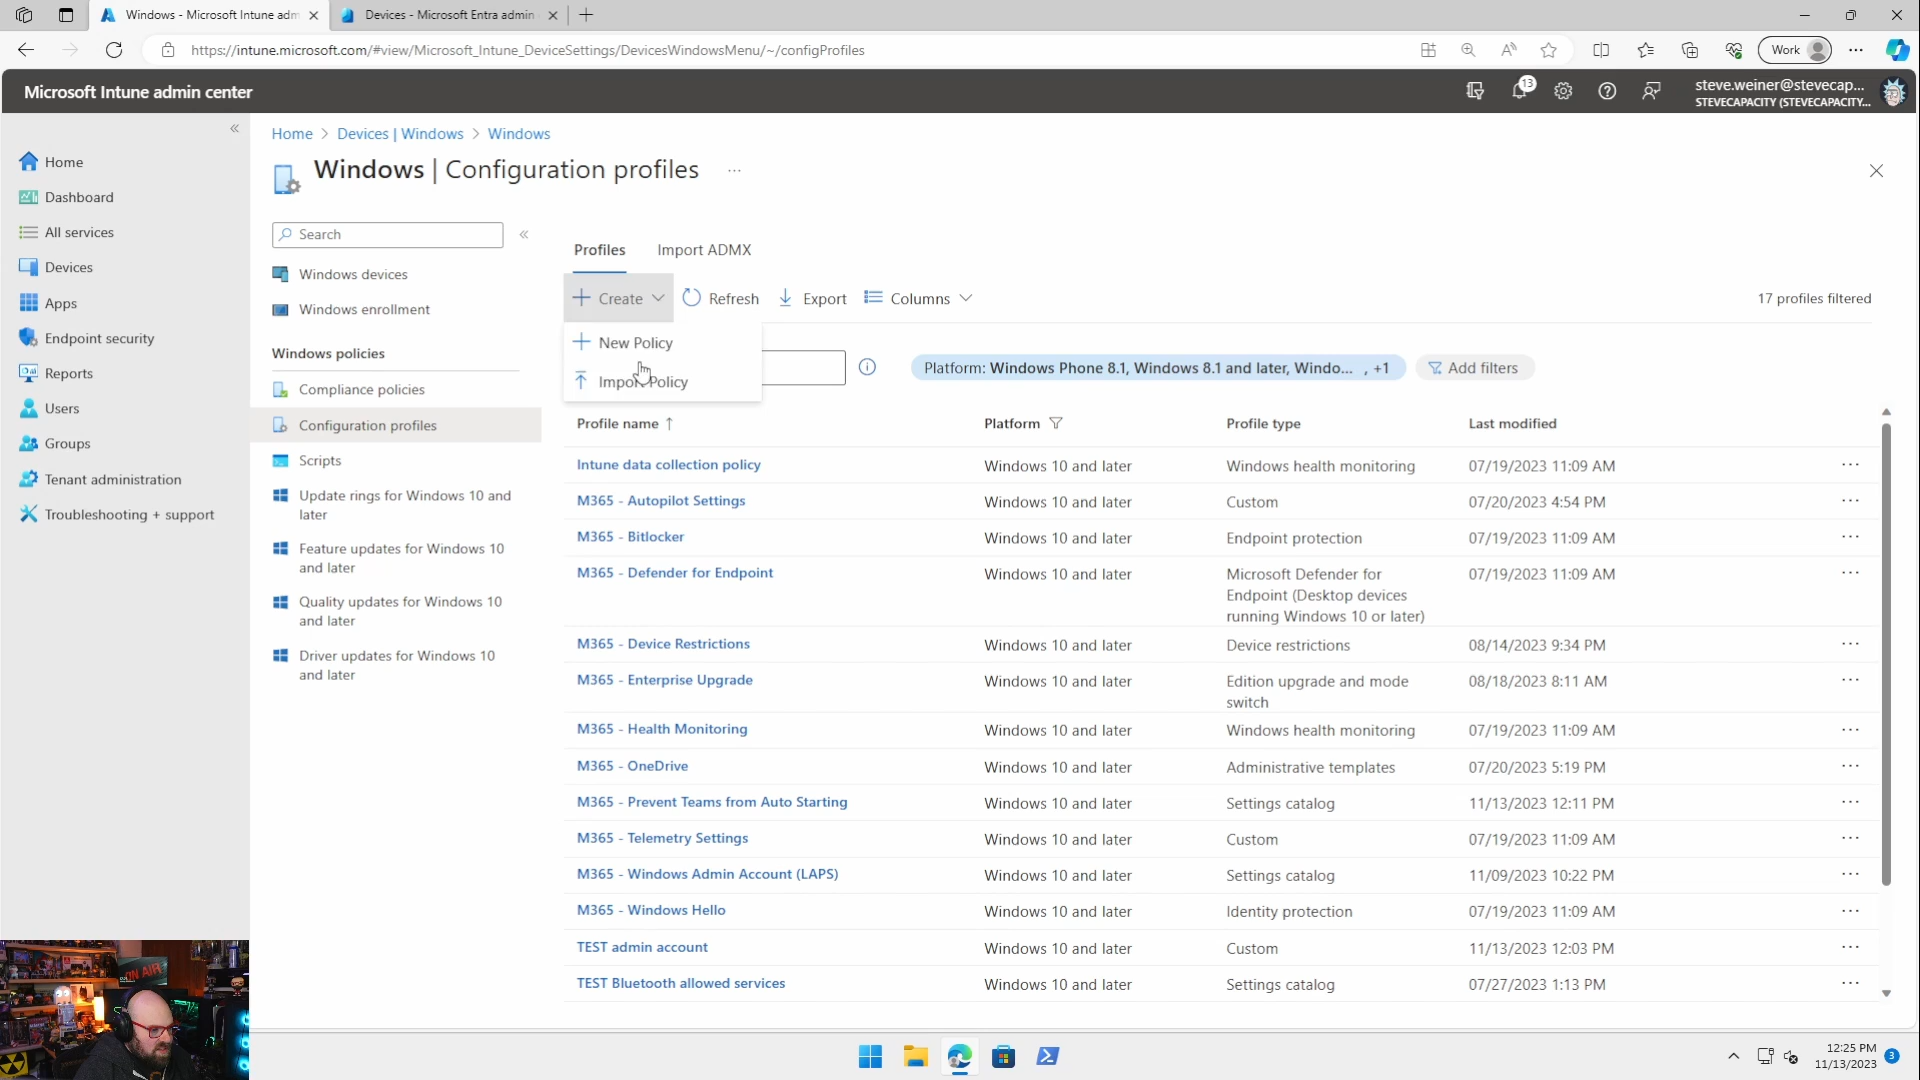 Windows - Microsoft Intune adm
Devices - Microsoft Entra admin
https://intune.microsoft.com/#view/Microsoft_Intune_DeviceSettings/DevicesWindowsMenu/~/configProfiles
Work
Microsoft Intune admin center
13
steve.weiner@stevecap...
STEVECAPACITY (STEVECAPACITY...
Home
Dashboard
All services
Devices
Apps
Endpoint security
Reports
Users
Groups
Tenant administration
Troubleshooting + support
Home > Devices | Windows > Windows
Windows | Configuration profiles
Search
Windows devices
Windows enrollment
Windows policies
Compliance policies
Configuration profiles
Scripts
Update rings for Windows 10 and
later
Feature updates for Windows 10
and later
Quality updates for Windows 10
and later
Driver updates for Windows 10
and later
Profiles Import ADMX
Create Refresh Export Columns 17 profiles filtered
New Policy
Import Policy
Platform: Windows Phone 8.1, Windows 8.1 and later, Windo... , +1 Add filters
Profile name ↑ Platform Profile type Last modified
Intune data collection policy Windows 10 and later Windows health monitoring 07/19/2023 11:09 AM
M365 - Autopilot Settings Windows 10 and later Custom 07/20/2023 4:54 PM
M365 - Bitlocker Windows 10 and later Endpoint protection 07/19/2023 11:09 AM
M365 - Defender for Endpoint Windows 10 and later Microsoft Defender for 07/19/2023 11:09 AM
Endpoint (Desktop devices
running Windows 10 or later)
M365 - Device Restrictions Windows 10 and later Device restrictions 08/14/2023 9:34 PM
M365 - Enterprise Upgrade Windows 10 and later Edition upgrade and mode 08/18/2023 8:11 AM
switch
M365 - Health Monitoring Windows 10 and later Windows health monitoring 07/19/2023 11:09 AM
M365 - OneDrive Windows 10 and later Administrative templates 07/20/2023 5:19 PM
M365 - Prevent Teams from Auto Starting Windows 10 and later Settings catalog 11/13/2023 12:11 PM
M365 - Telemetry Settings Windows 10 and later Custom 07/19/2023 11:09 AM
M365 - Windows Admin Account (LAPS) Windows 10 and later Settings catalog 11/09/2023 10:22 PM
M365 - Windows Hello Windows 10 and later Identity protection 07/19/2023 11:09 AM
TEST admin account Windows 10 and later Custom 11/13/2023 12:03 PM
TEST Bluetooth allowed services Windows 10 and later Settings catalog 07/27/2023 1:13 PM
ON AIR
12:25 PM
11/13/2023
3